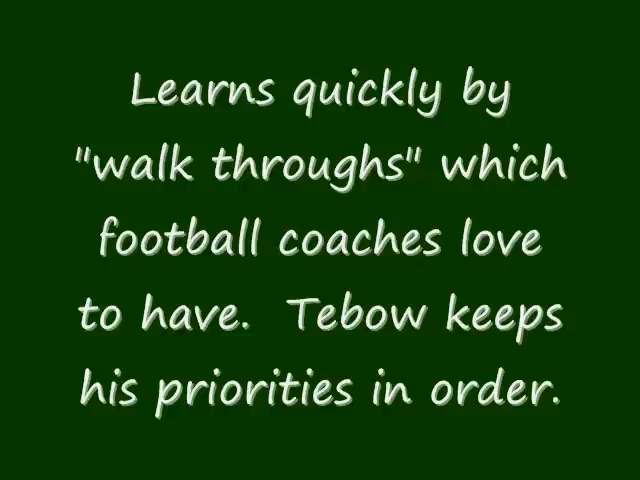 Learns quickly by
"walk throughs" which
football coaches love
to have.  Tebow keeps
his priorities in order.